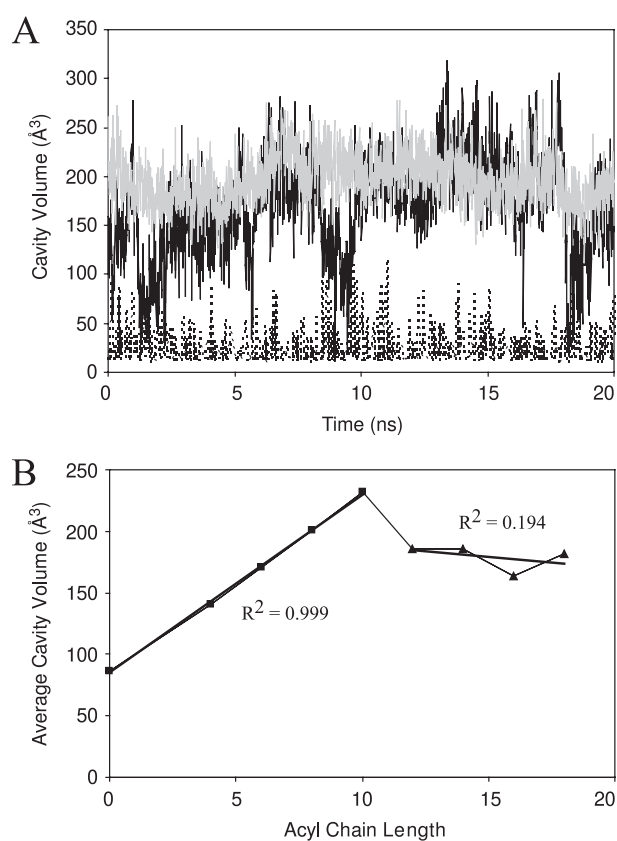 A
350
300
250
200
150
100
50
0
Cavity Volume (Å³)
0 5 10 15 20
Time (ns)
B
250
200
150
100
50
0
Average Cavity Volume (Å³)
R² = 0.194
R² = 0.999
0 5 10 15 20
Acyl Chain Length